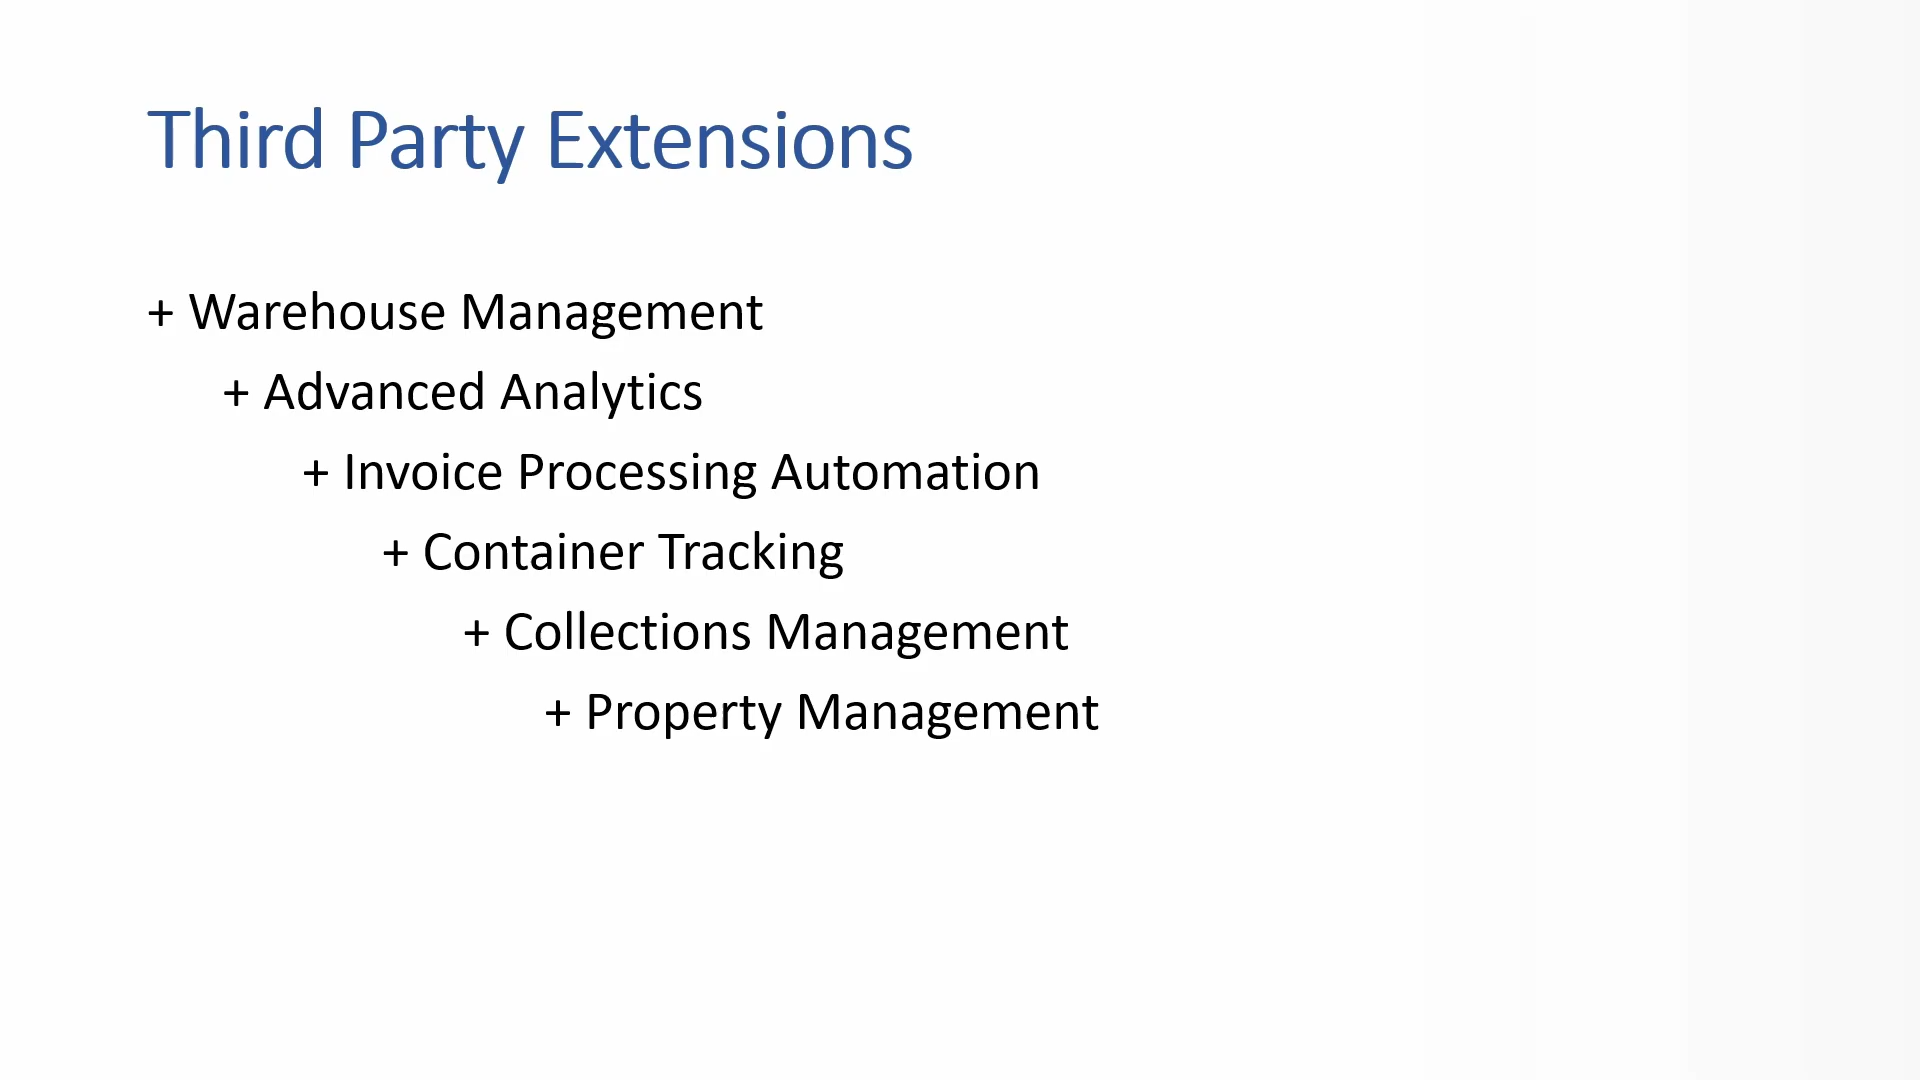 Third Party Extensions
+ Warehouse Management
+ Advanced Analytics
+ Invoice Processing Automation
+ Container Tracking
+ Collections Management
+ Property Management